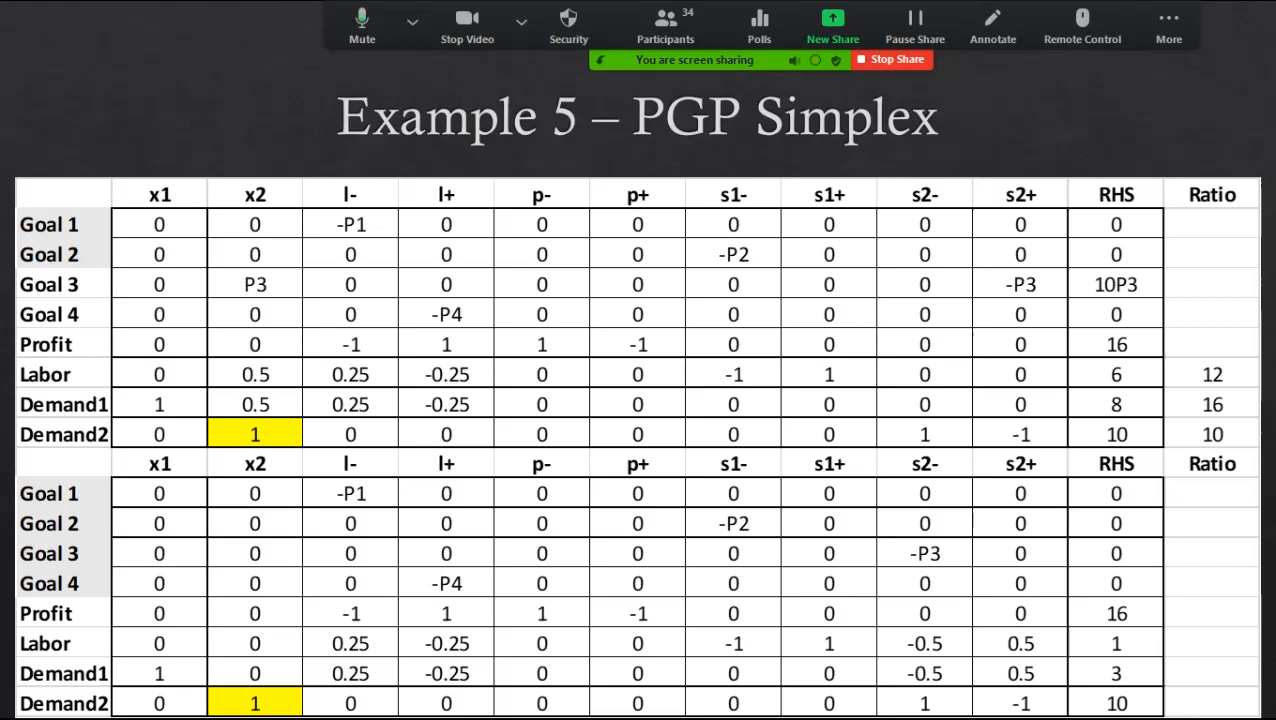 34
Mute Stop Video Security Participants Polls New Share Pause Share Annotate Remote Control More
You are screen sharing Stop Share
Example 5 – PGP Simplex
x1 x2 l- l+ p- p+ s1- s1+ s2- s2+ RHS Ratio
Goal 1 0 0 -P1 0 0 0 0 0 0 0 0
Goal 2 0 0 0 0 0 0 -P2 0 0 0 0
Goal 3 0 P3 0 0 0 0 0 0 0 -P3 10P3
Goal 4 0 0 0 -P4 0 0 0 0 0 0 0
Profit 0 0 -1 1 1 -1 0 0 0 0 16
Labor 0 0.5 0.25 -0.25 0 0 -1 1 0 0 6 12
Demand1 1 0.5 0.25 -0.25 0 0 0 0 0 0 8 16
Demand2 0 1 0 0 0 0 0 0 1 -1 10 10
x1 x2 l- l+ p- p+ s1- s1+ s2- s2+ RHS Ratio
Goal 1 0 0 -P1 0 0 0 0 0 0 0 0
Goal 2 0 0 0 0 0 0 -P2 0 0 0 0
Goal 3 0 0 0 0 0 0 0 0 -P3 0 0
Goal 4 0 0 0 -P4 0 0 0 0 0 0 0
Profit 0 0 -1 1 1 -1 0 0 0 0 16
Labor 0 0 0.25 -0.25 0 0 -1 1 -0.5 0.5 1
Demand1 1 0 0.25 -0.25 0 0 0 0 -0.5 0.5 3
Demand2 0 1 0 0 0 0 0 0 1 -1 10